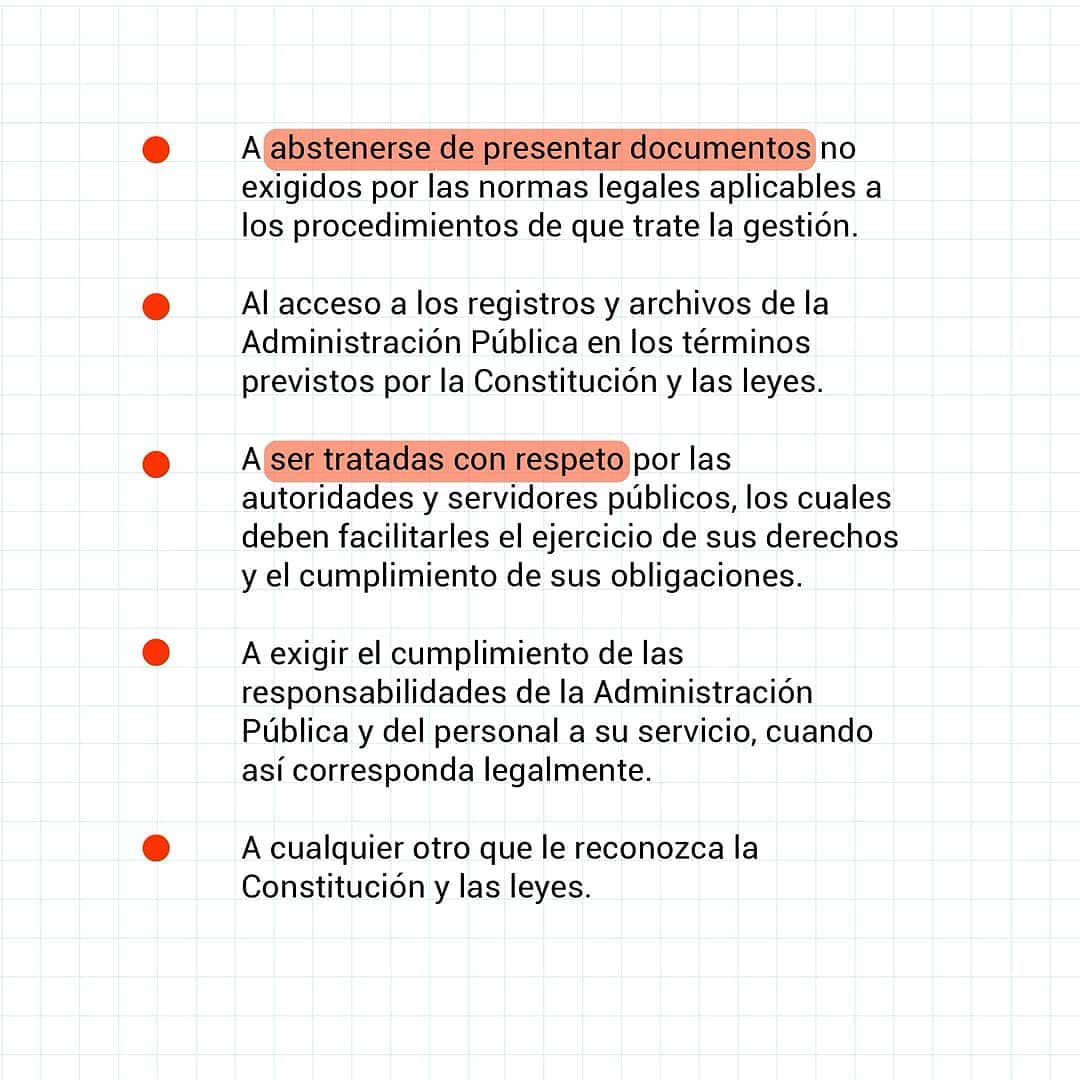 A abstenerse de presentar documentos no
exigidos por las normas legales aplicables a
los procedimientos de que trate la gestión.
Al acceso a los registros y archivos de la
Administración Pública en los términos
previstos por la Constitución y las leyes.
A ser tratadas con respeto por las
autoridades y servidores públicos, los cuales
deben facilitarles el ejercicio de sus derechos
y el cumplimiento de sus obligaciones.
A exigir el cumplimiento de las
responsabilidades de la Administración
Pública y del personal a su servicio, cuando
así corresponda legalmente.
A cualquier otro que le reconozca la
Constitución y las leyes.